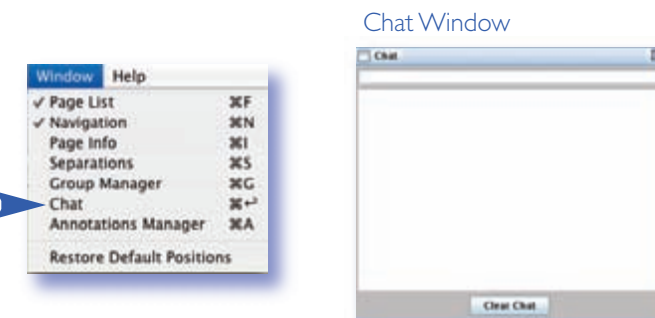 Chat Window
Window Help
✓ Page List ⌘F
✓ Navigation ⌘N
Page Info ⌘I
Separations ⌘S
Group Manager ⌘G
Chat ⌘↩
Annotations Manager ⌘A
Restore Default Positions
Chat
Clear Chat